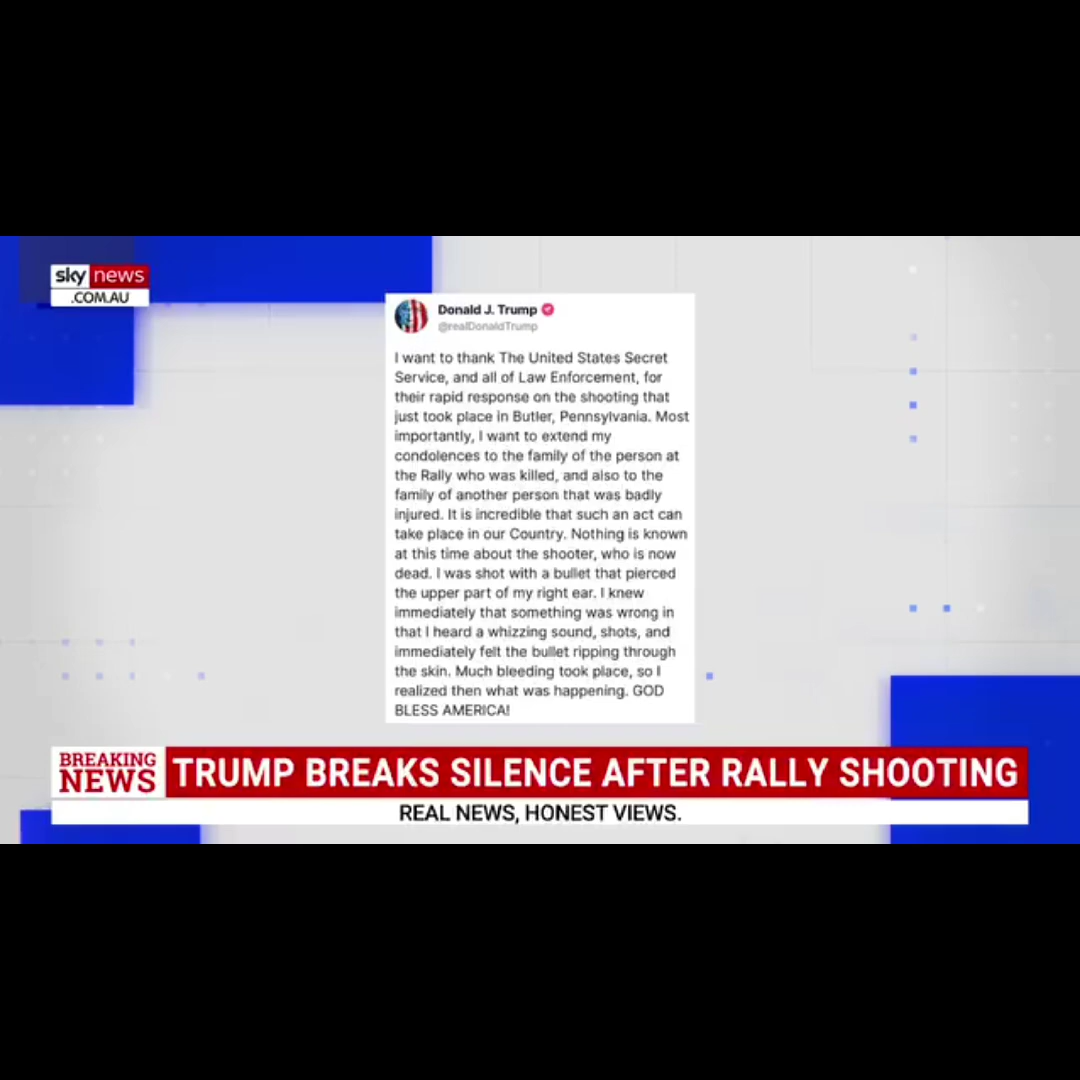 sky news
.COM.AU
Donald J. Trump
@realDonaldTrump
I want to thank The United States Secret
Service, and all of Law Enforcement, for
their rapid response on the shooting that
just took place in Butler, Pennsylvania. Most
importantly, I want to extend my
condolences to the family of the person at
the Rally who was killed, and also to the
family of another person that was badly
injured. It is incredible that such an act can
take place in our Country. Nothing is known
at this time about the shooter, who is now
dead. I was shot with a bullet that pierced
the upper part of my right ear. I knew
immediately that something was wrong in
that I heard a whizzing sound, shots, and
immediately felt the bullet ripping through
the skin. Much bleeding took place, so I
realized then what was happening. GOD
BLESS AMERICA!
BREAKING
NEWS
TRUMP BREAKS SILENCE AFTER RALLY SHOOTING
REAL NEWS, HONEST VIEWS.